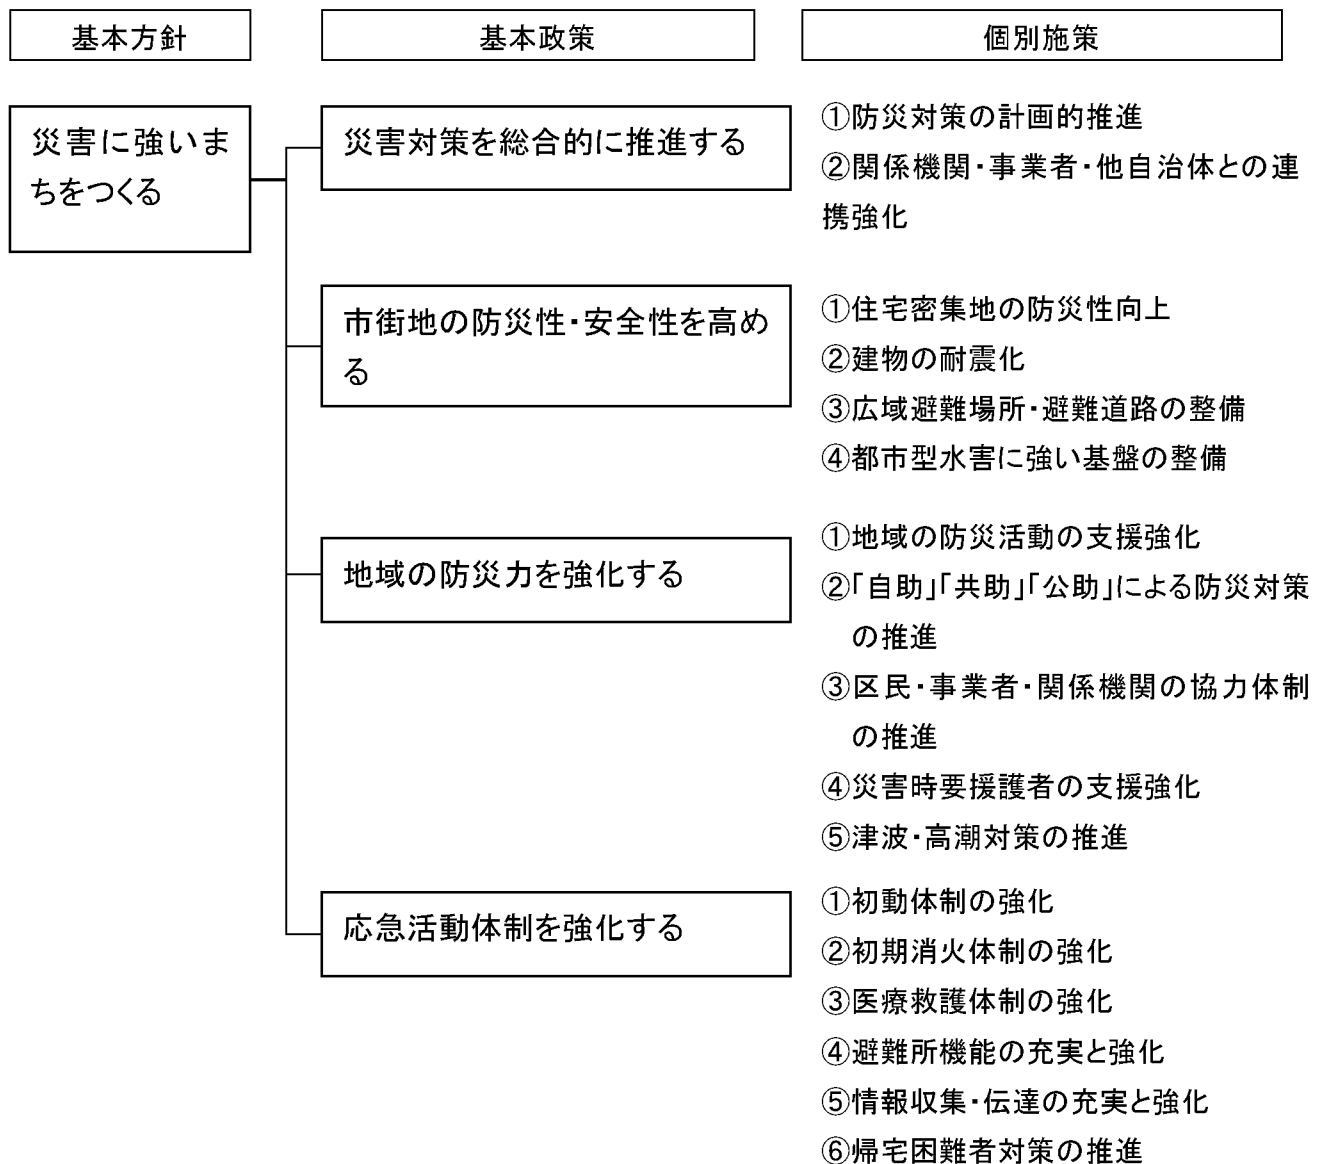 基本方針
基本政策
個別施策
災害に強いま
ちをつくる
災害対策を総合的に推進する
①防災対策の計画的推進
②関係機関・事業者・他自治体との連
携強化
市街地の防災性・安全性を高め
る
①住宅密集地の防災性向上
②建物の耐震化
③広域避難場所・避難道路の整備
④都市型水害に強い基盤の整備
地域の防災力を強化する
①地域の防災活動の支援強化
②「自助」「共助」「公助」による防災対策
の推進
③区民・事業者・関係機関の協力体制
の推進
④災害時要援護者の支援強化
⑤津波・高潮対策の推進
応急活動体制を強化する
①初動体制の強化
②初期消火体制の強化
③医療救護体制の強化
④避難所機能の充実と強化
⑤情報収集・伝達の充実と強化
⑥帰宅困難者対策の推進